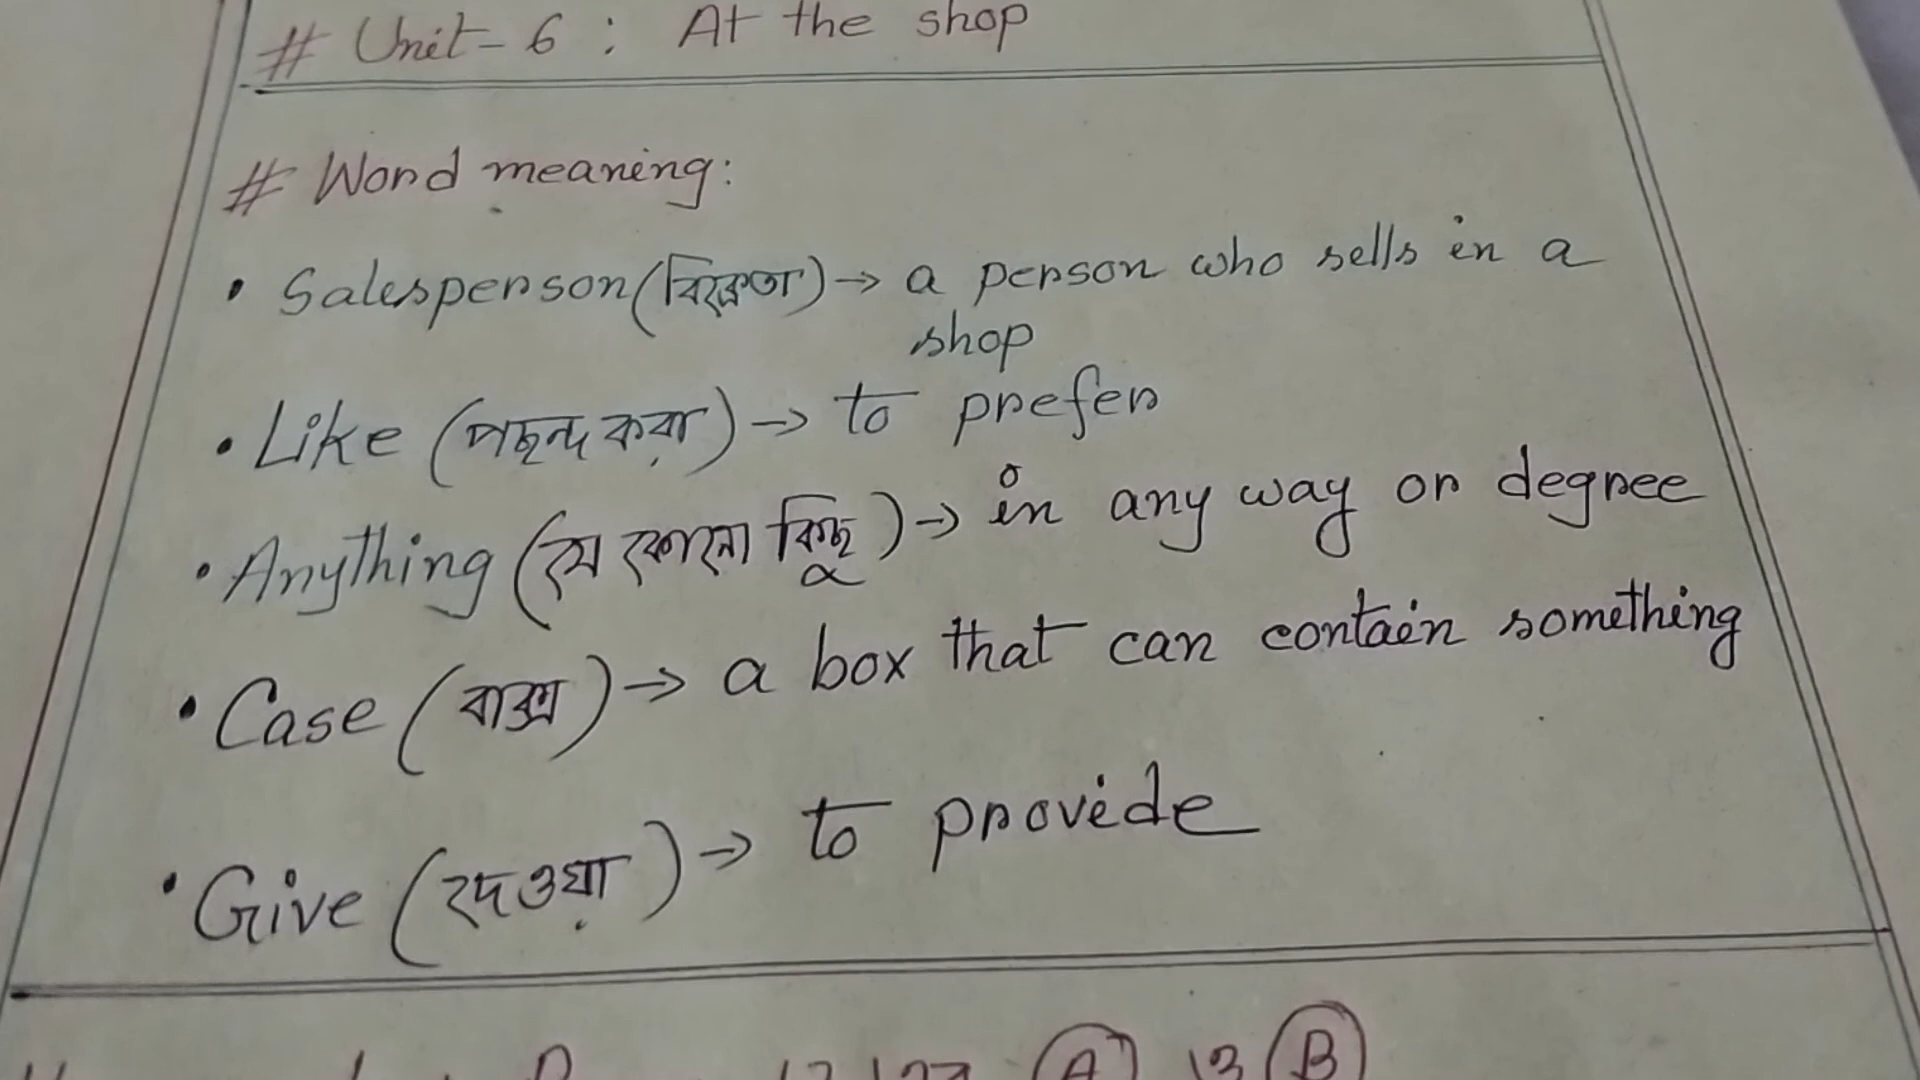 # Unit-6 : At the shop
# Word meaning:
• Salesperson (বিক্রেতা) → a person who sells in a
shop
• Like (পছন্দ করা) → to prefer
• Anything (যে কোনো কিছু) → in any way or degree
• Case (বাক্স) → a box that can contain something
• Give (দেওয়া) → to provide
A B